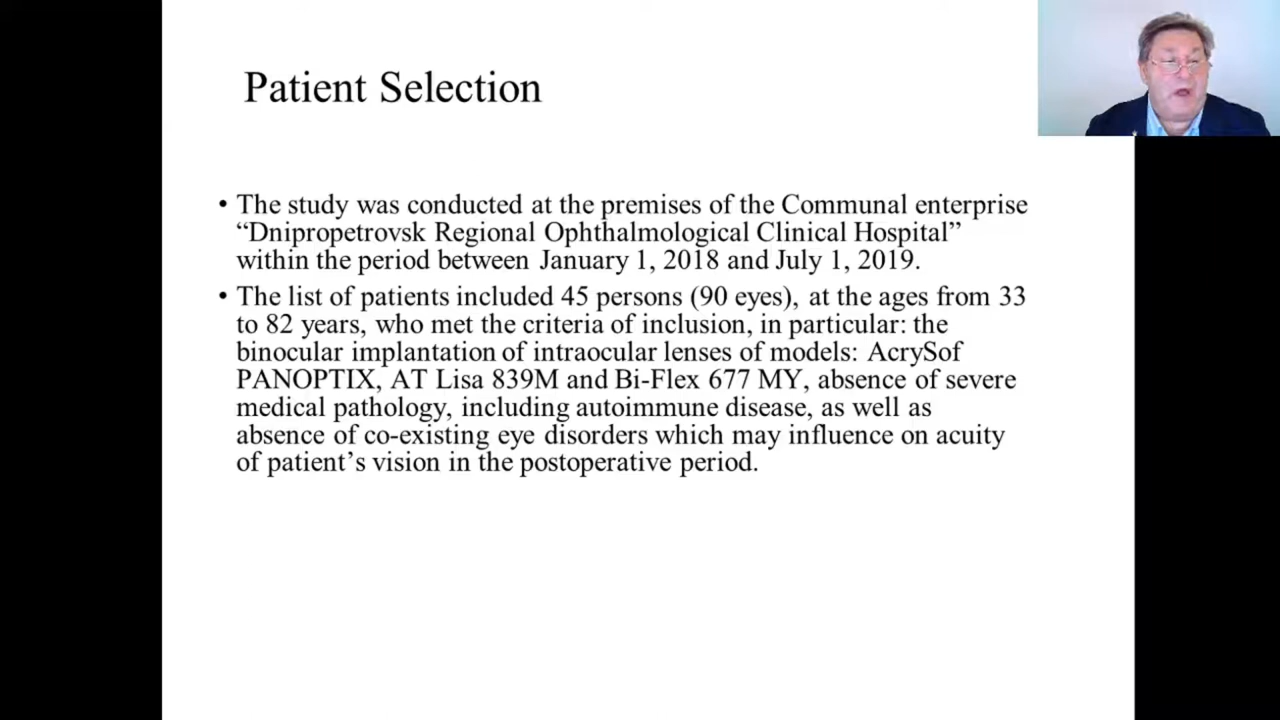 Patient Selection
• The study was conducted at the premises of the Communal enterprise
“Dnipropetrovsk Regional Ophthalmological Clinical Hospital”
within the period between January 1, 2018 and July 1, 2019.
• The list of patients included 45 persons (90 eyes), at the ages from 33
to 82 years, who met the criteria of inclusion, in particular: the
binocular implantation of intraocular lenses of models: AcrySof
PANOPTIX, AT Lisa 839M and Bi-Flex 677 MY, absence of severe
medical pathology, including autoimmune disease, as well as
absence of co-existing eye disorders which may influence on acuity
of patient’s vision in the postoperative period.